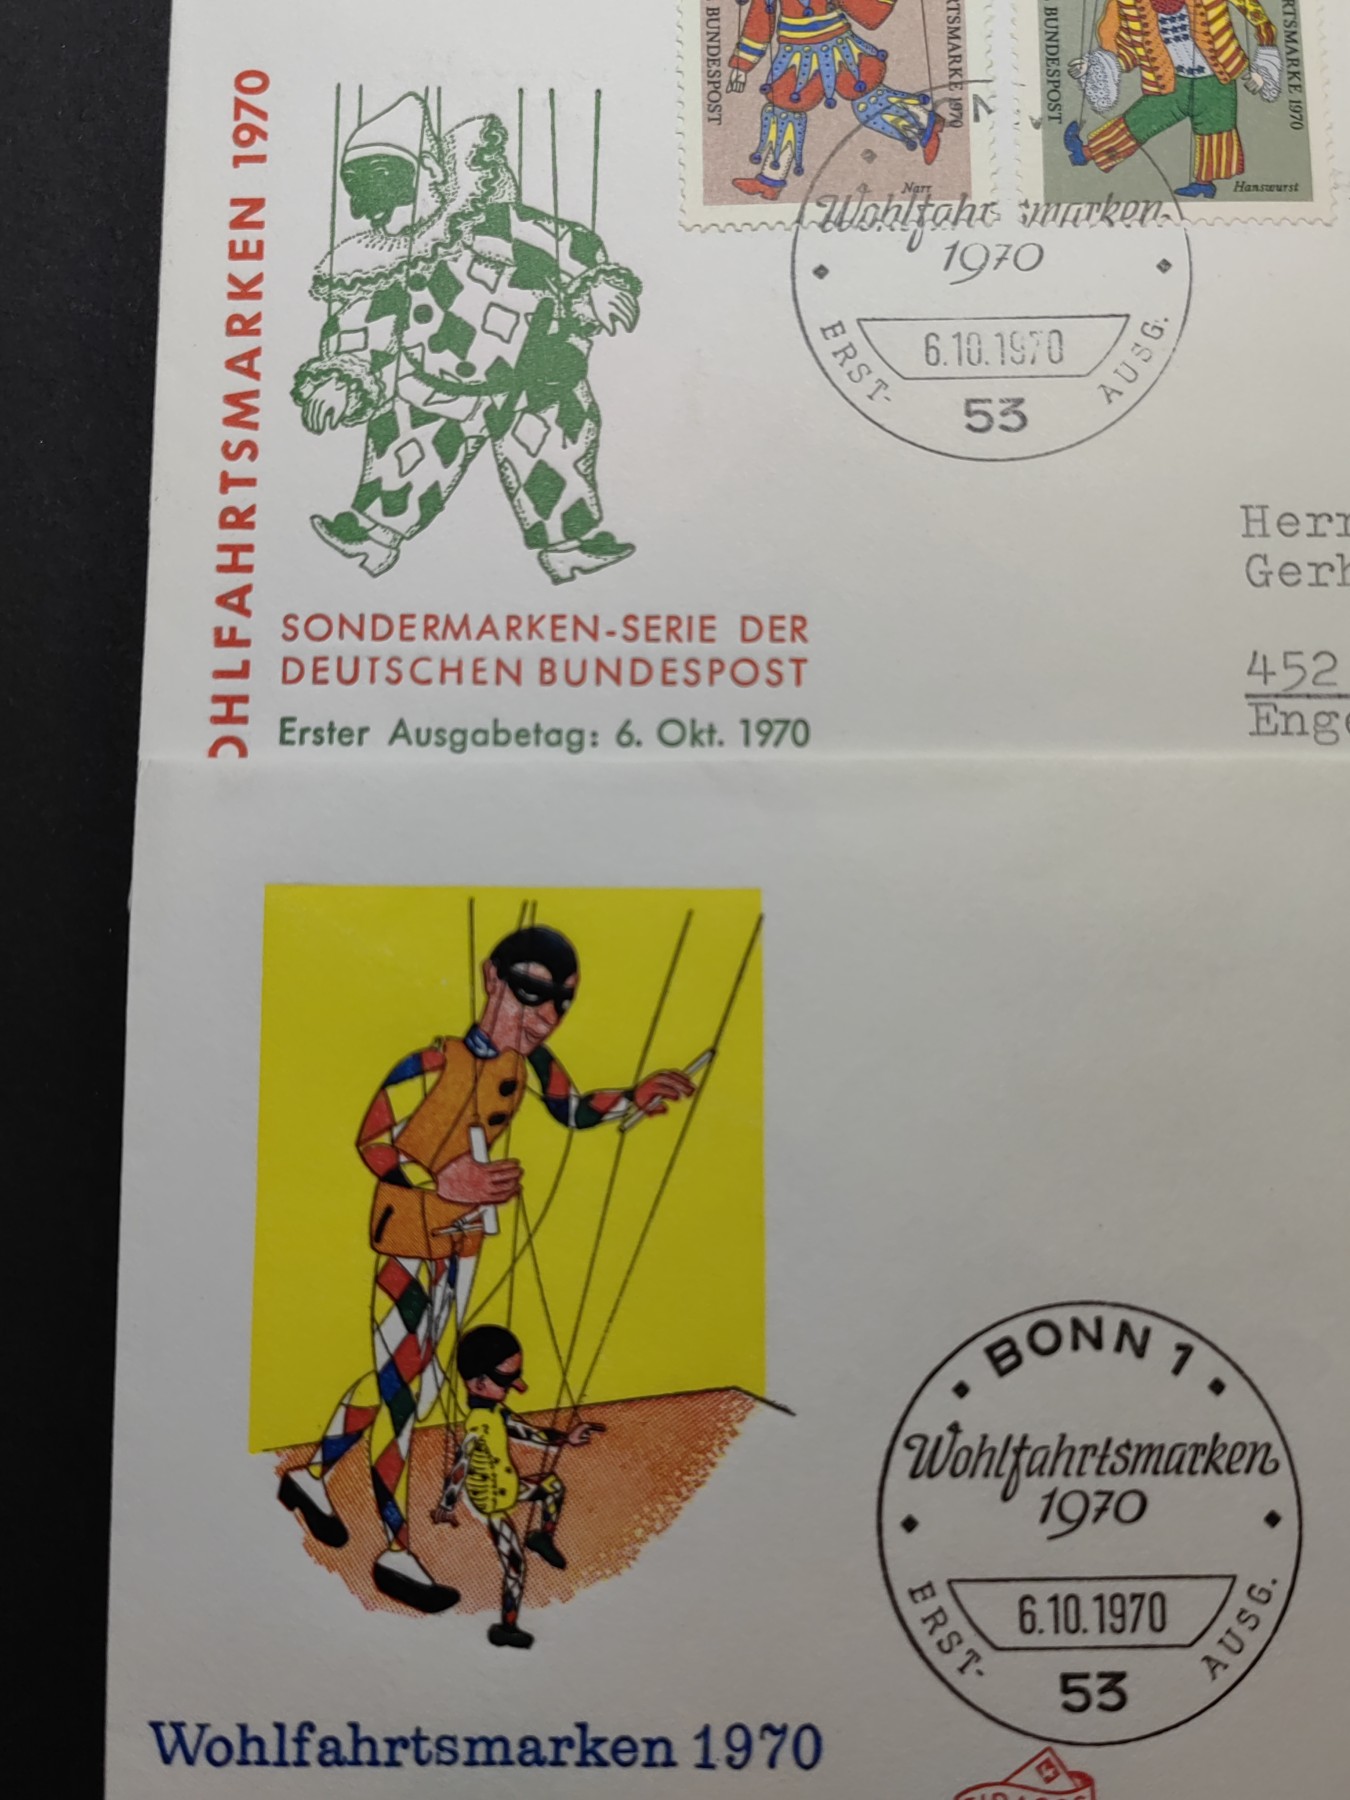 WOHLFAHRTSMARKEN 1970
BUNDESPOST
RTSMARKE 1970
Narr
BUNDESPOST
RTSMARKE 1970
Hanswurst
1970
6.10.1970
ERST- AUSG.
53
SONDERMARKEN-SERIE DER
DEUTSCHEN BUNDESPOST
Erster Ausgabetag: 6. Okt. 1970
Herr
Gerh
452
Enge
BONN 1
Wohlfahrtsmarken
1970
6.10.1970
ERST- AUSG.
53
Wohlfahrtsmarken 1970